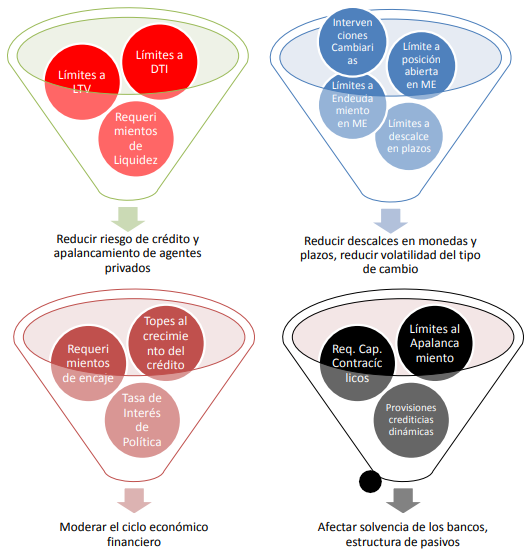 Límites a
LTV
Límites a
DTI
Requeri
mientos
de
Liquidez
Reducir riesgo de crédito y
apalancamiento de agentes
privados
Interven
ciones
Cambiari
as
Límite a
posición
abierta
en ME
Límites a
Endeuda
miento
en ME
Límites a
descalce
en plazos
Reducir descalces en monedas y
plazos, reducir volatilidad del tipo
de cambio
Requeri
mientos
de encaje
Topes al
crecimie
nto del
crédito
Tasa de
Interés
de
Política
Moderar el ciclo económico
financiero
Req. Cap.
Contracíc
licos
Límites al
Apalanca
miento
Provisiones
crediticias
dinámicas
Afectar solvencia de los bancos,
estructura de pasivos